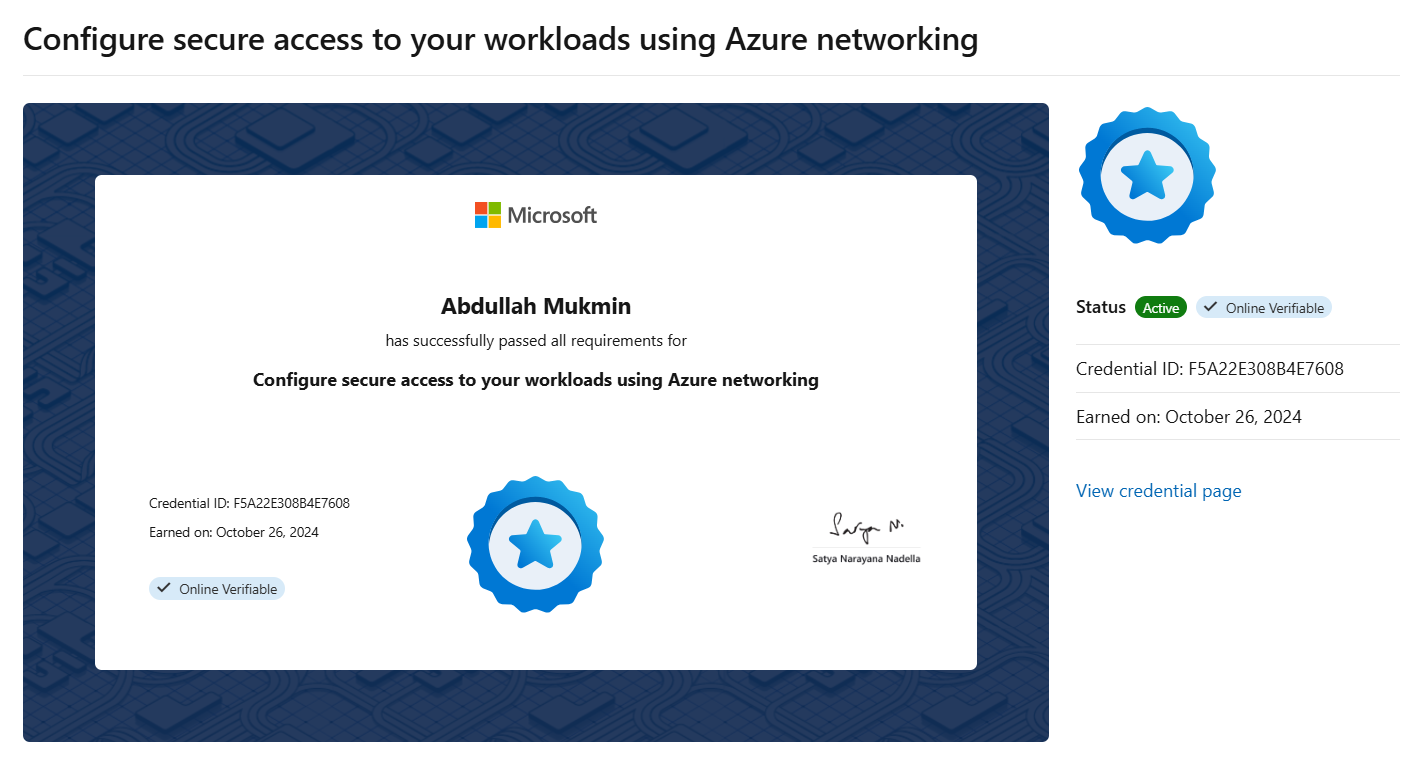 Configure secure access to your workloads using Azure networking
Microsoft
Abdullah Mukmin
has successfully passed all requirements for
Configure secure access to your workloads using Azure networking
Credential ID: F5A22E308B4E7608
Earned on: October 26, 2024
Online Verifiable
Satya N.
Satya Narayana Nadella
Status Active Online Verifiable
Credential ID: F5A22E308B4E7608
Earned on: October 26, 2024
View credential page